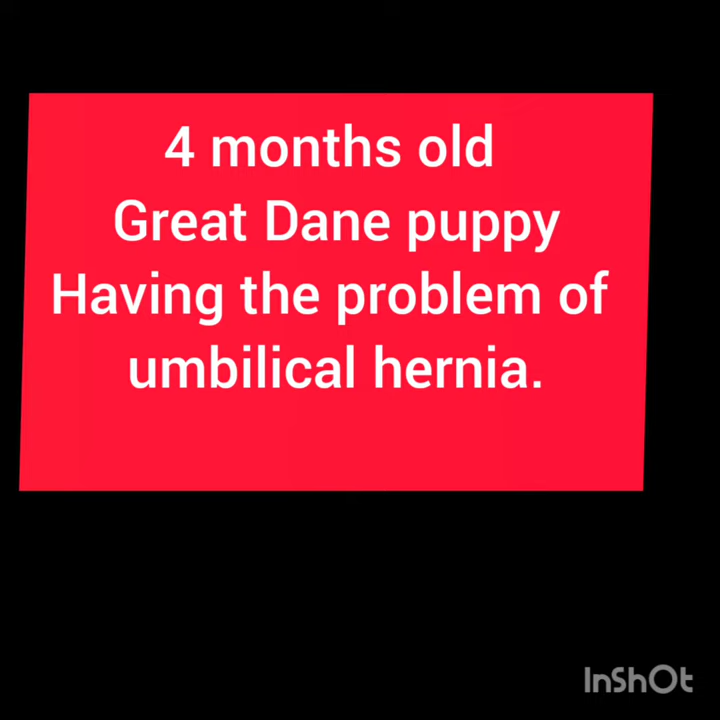 4 months old
Great Dane puppy
Having the problem of
umbilical hernia.
InShOt